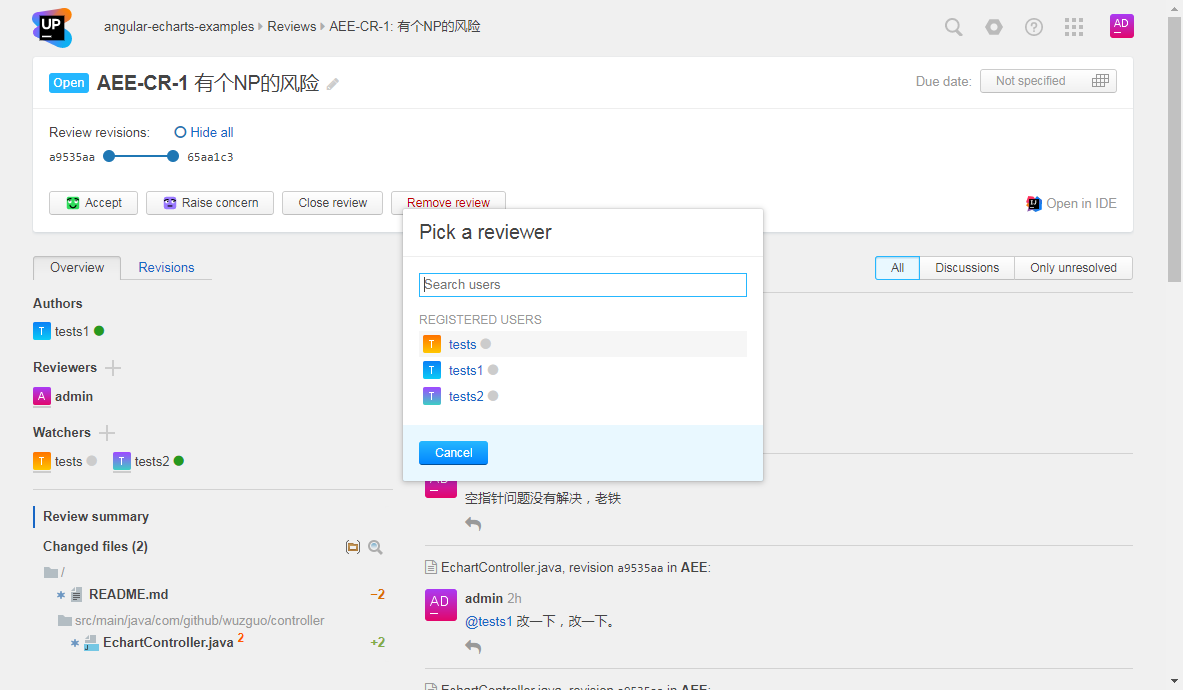 UP
angular-echarts-examples Reviews AEE-CR-1: 有个NP的风险
AD
Open AEE-CR-1 有个NP的风险
Due date: Not specified
Review revisions: Hide all
a9535aa 65aa1c3
Accept Raise concern Close review Remove review
Open in IDE
Pick a reviewer
Search users
REGISTERED USERS
T tests
T tests1
T tests2
Cancel
Overview Revisions
All Discussions Only unresolved
Authors
T tests1
Reviewers
A admin
Watchers
T tests T tests2
Review summary
Changed files (2)
/
README.md −2
src/main/java/com/github/wuzguo/controller
EchartController.java 2 +2
AD
空指针问题没有解决，老铁
EchartController.java, revision a9535aa in AEE:
AD
admin 2h
@tests1 改一下，改一下。
EchartController.java, revision a9535aa in AEE: